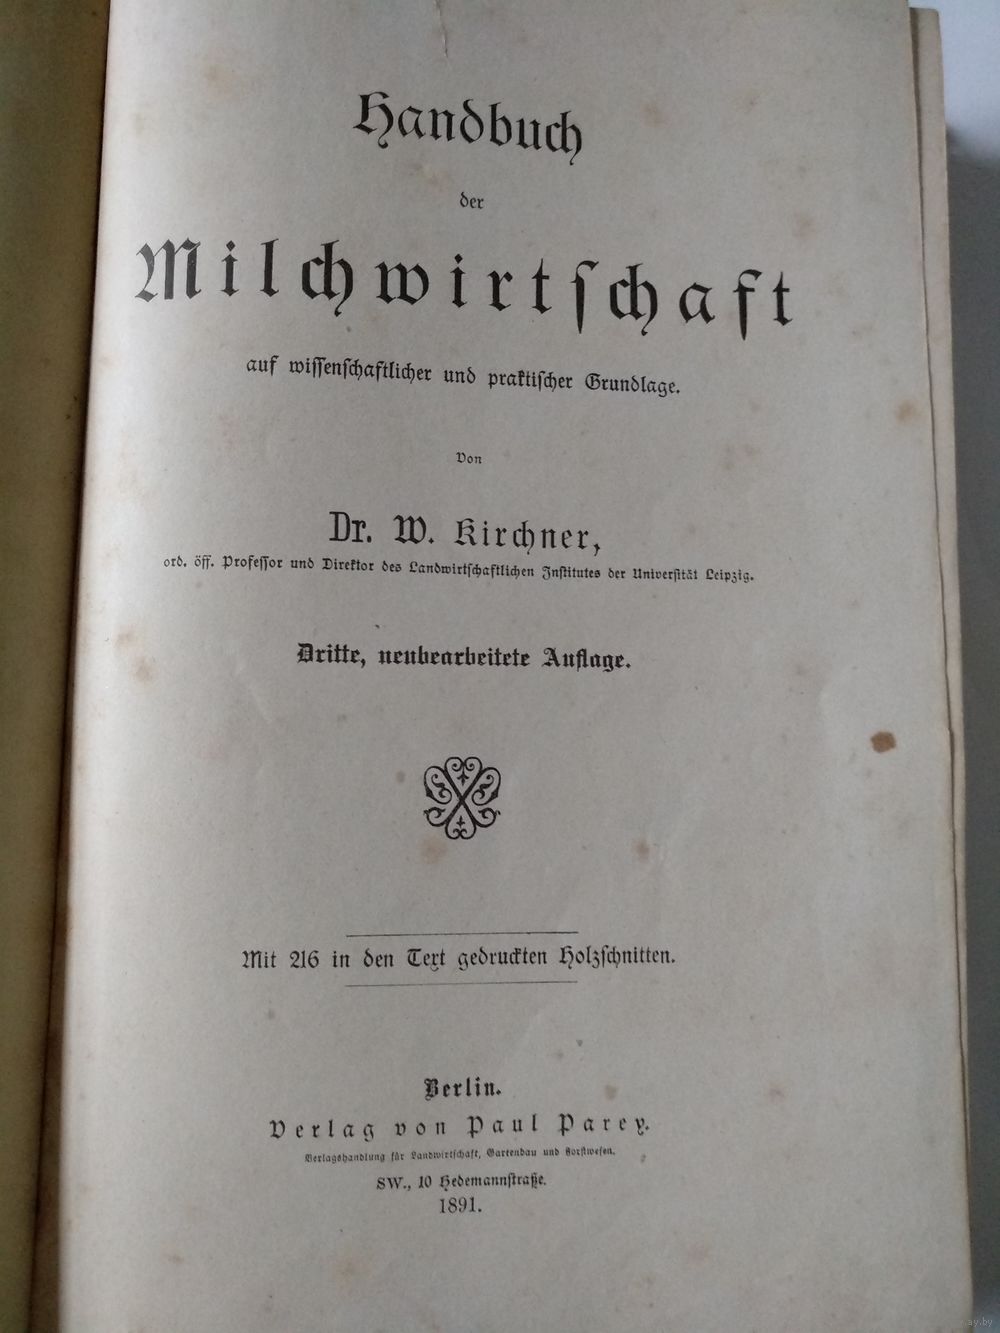 Handbuch
der
Milchwirtschaft
auf wissenschaftlicher und praktischer Grundlage.
Von
Dr. W. Kirchner,
ord. öff. Professor und Direktor des Landwirtschaftlichen Institutes der Universität Leipzig.
Dritte, neubearbeitete Auflage.
Mit 216 in den Text gedruckten Holzschnitten.
Berlin.
Verlag von Paul Parey.
Verlagshandlung für Landwirtschaft, Gartenbau und Forstwesen.
SW., 10 Hedemannstraße.
1891.
ay.by